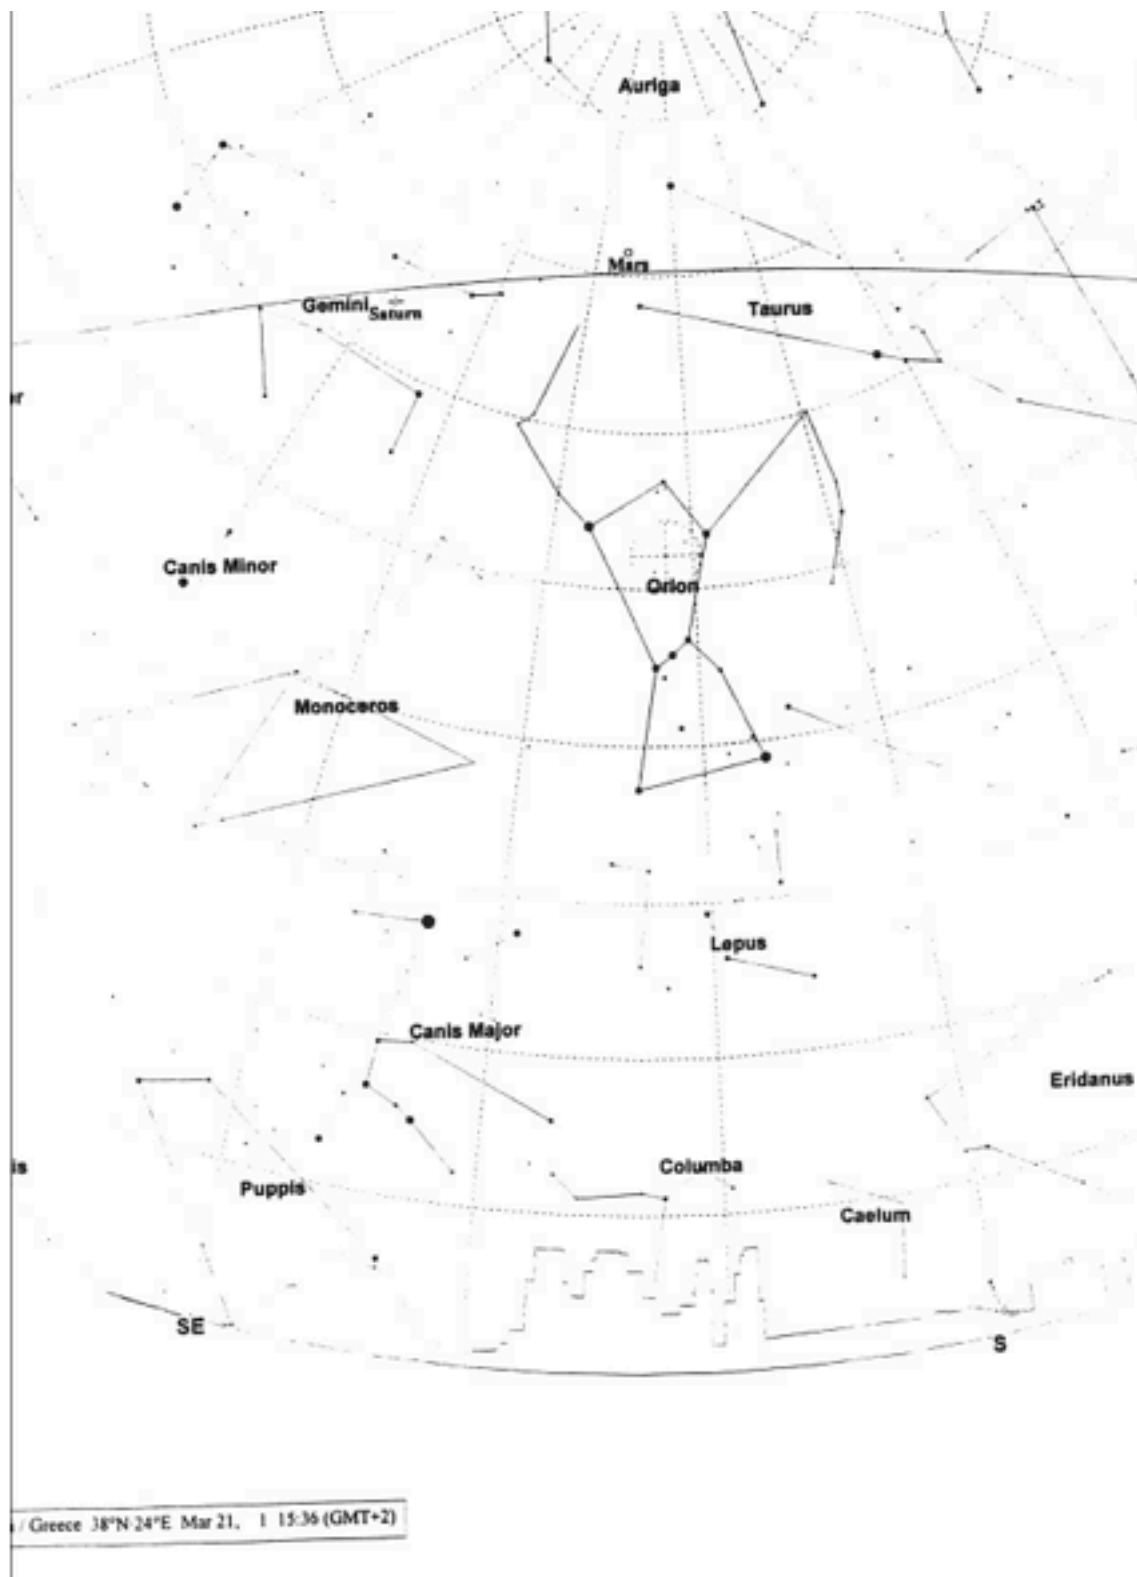 Auriga
Mars
Gemini
Saturn
Taurus
Canis Minor
Orion
Monoceros
Lepus
Canis Major
Eridanus
Columba
Puppis
Caelum
SE
S
/ Greece 38°N 24°E Mar 21, 1 15:36 (GMT+2)